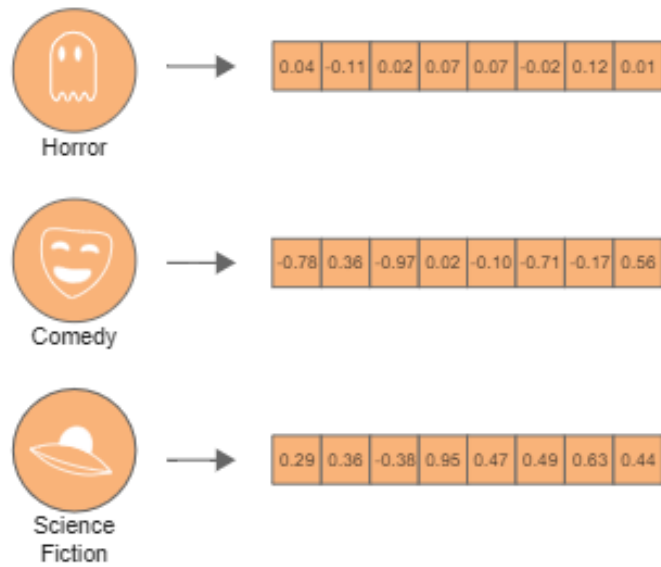 0.04 -0.11 0.02 0.07 0.07 -0.02 0.12 0.01
Horror
-0.78 0.36 -0.97 0.02 -0.10 -0.71 -0.17 0.56
Comedy
0.29 0.36 -0.38 0.95 0.47 0.49 0.63 0.44
Science
Fiction